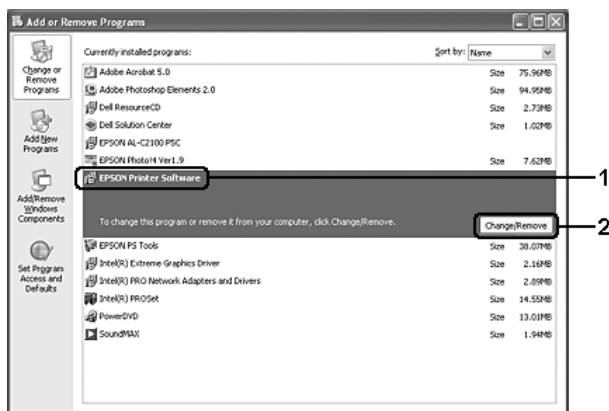 Add or Remove Programs
Change or
Remove
Programs
Add New
Programs
Add/Remove
Windows
Components
Set Program
Access and
Defaults
Currently installed programs: Sort by: Name
Adobe Acrobat 5.0 Size 75.96MB
Adobe Photoshop Elements 2.0 Size 94.95MB
Dell ResourceCD Size 2.73MB
Dell Solution Center Size 1.02MB
EPSON AL-C2100 PSC
EPSON PhotoH Ver1.9 Size 7.62MB
EPSON Printer Software 1
To change this program or remove it from your computer, click Change/Remove. Change/Remove 2
EPSON PS Tools Size 38.07MB
Intel(R) Extreme Graphics Driver Size 2.16MB
Intel(R) PRO Network Adapters and Drivers Size 2.89MB
Intel(R) PROSet Size 14.55MB
PowerDVD Size 13.01MB
SoundMAX Size 1.94MB